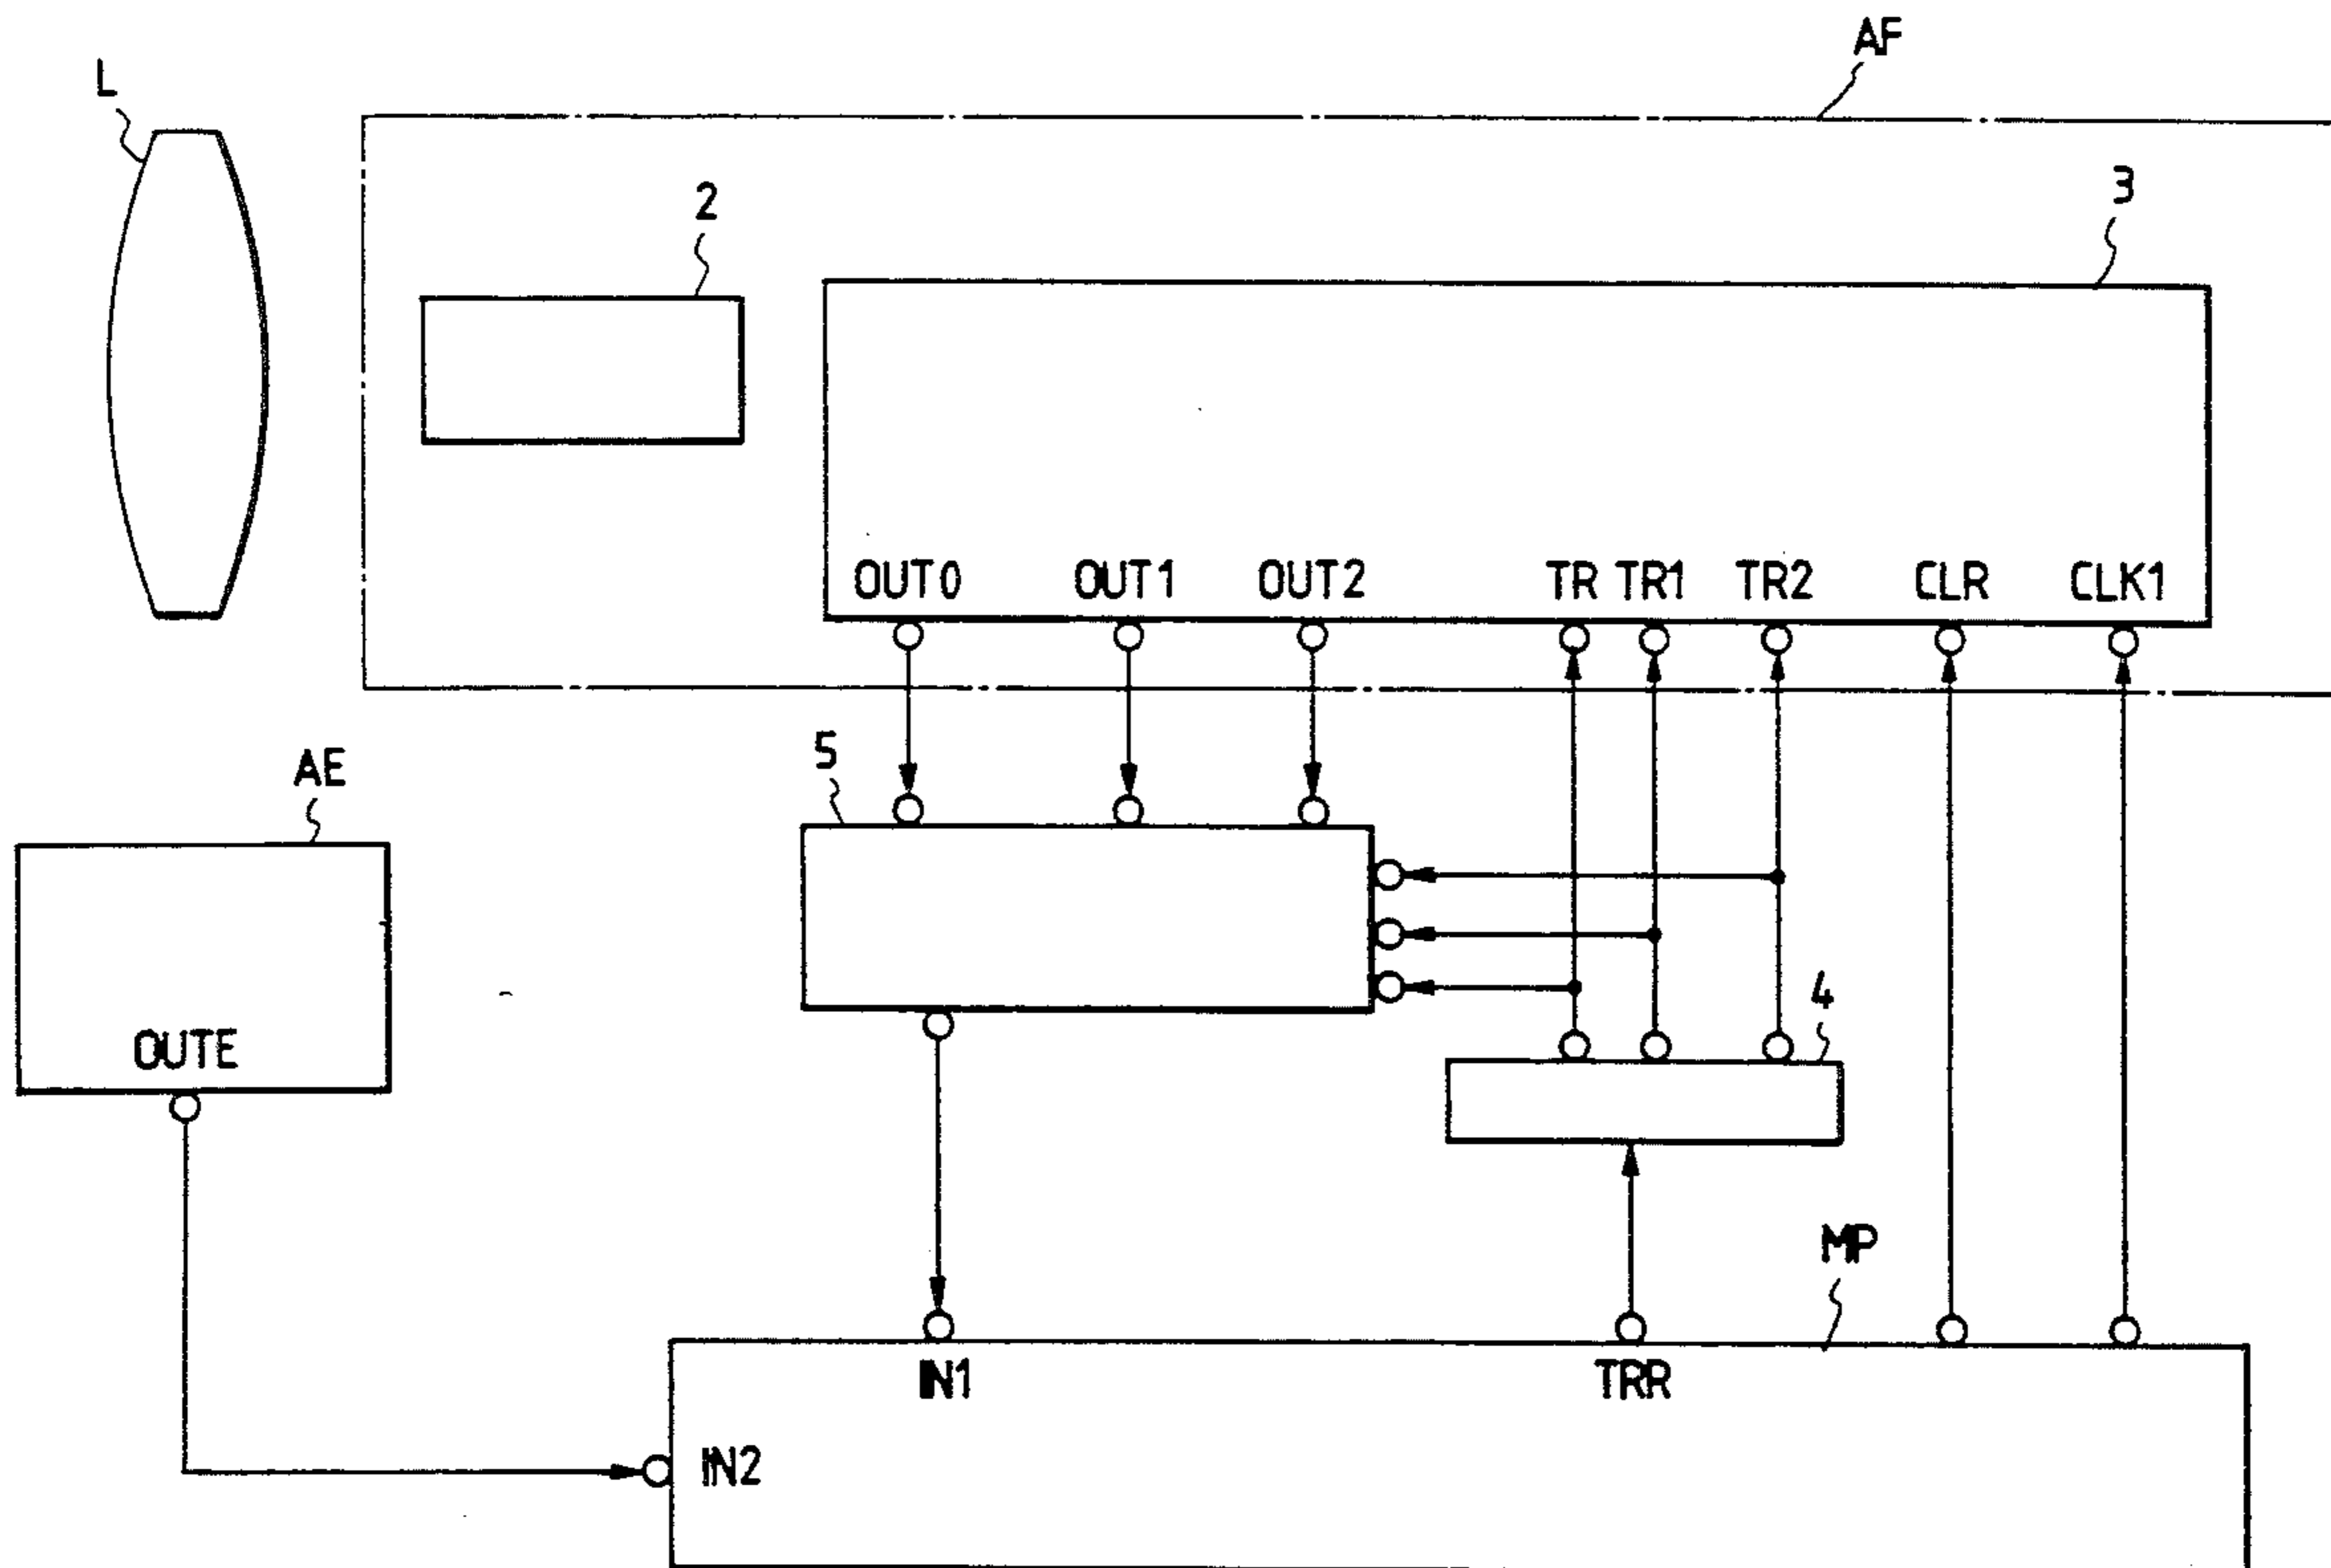 AF
L
2
3
OUT0 OUT1 OUT2 TR TR1 TR2 CLR CLK1
5
AE
4
OUTE
MP
IN1 TRR
IN2